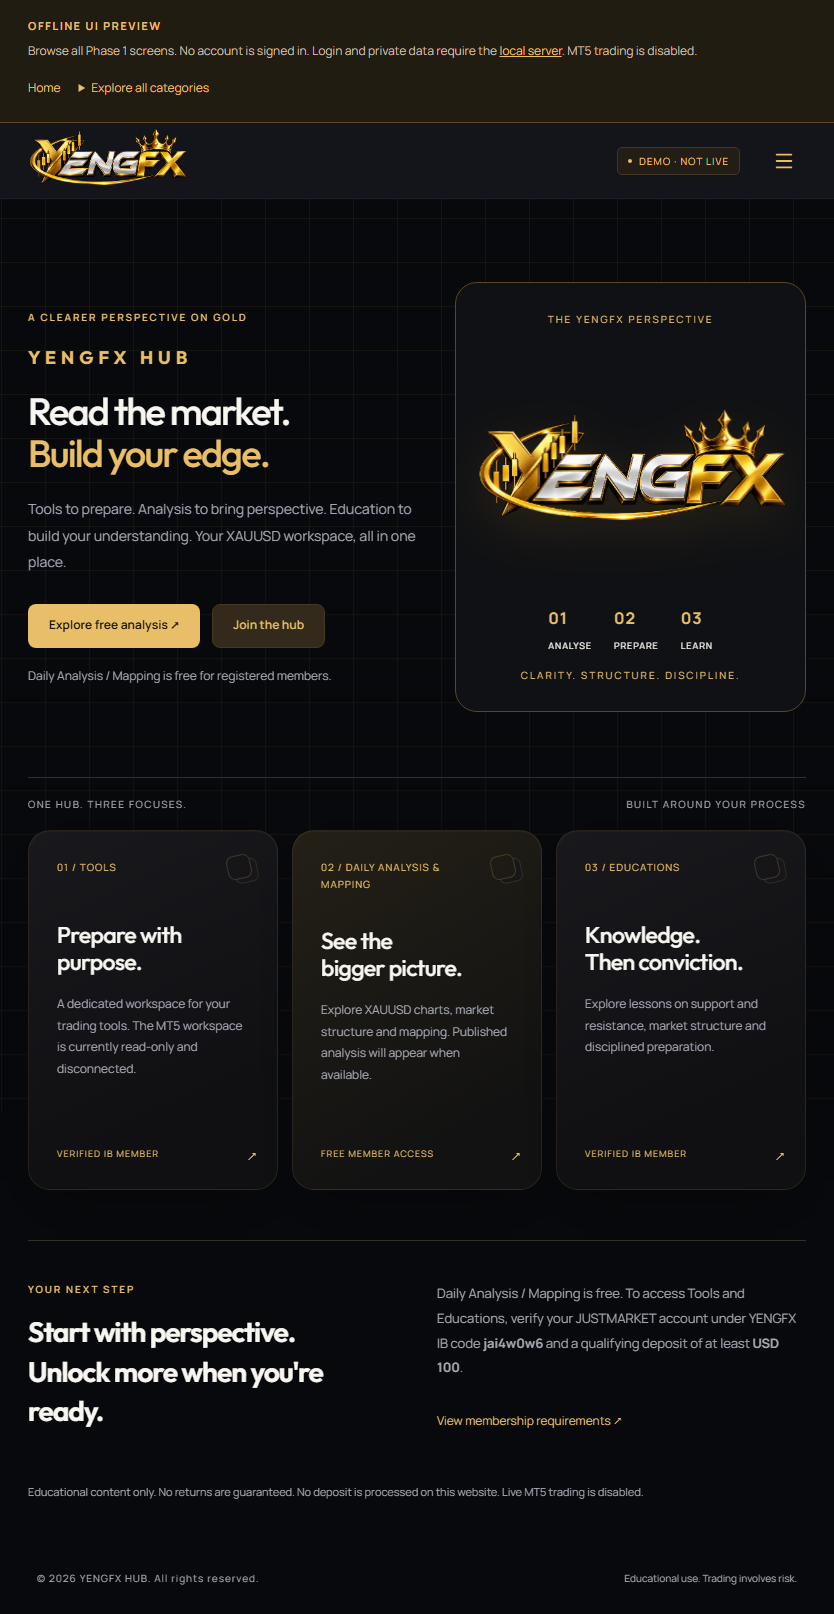 OFFLINE UI PREVIEW
Browse all Phase 1 screens. No account is signed in. Login and private data require the local server. MT5 trading is disabled.
Home ▶ Explore all categories
YENGFX
• DEMO · NOT LIVE
A CLEARER PERSPECTIVE ON GOLD
YENGFX HUB
Read the market.
Build your edge.
Tools to prepare. Analysis to bring perspective. Education to
build your understanding. Your XAUUSD workspace, all in one
place.
Explore free analysis ↗
Join the hub
Daily Analysis / Mapping is free for registered members.
THE YENGFX PERSPECTIVE
YENGFX
01 02 03
ANALYSE PREPARE LEARN
CLARITY. STRUCTURE. DISCIPLINE.
ONE HUB. THREE FOCUSES.
BUILT AROUND YOUR PROCESS
01 / TOOLS
Prepare with
purpose.
A dedicated workspace for your
trading tools. The MT5 workspace
is currently read-only and
disconnected.
VERIFIED IB MEMBER ↗
02 / DAILY ANALYSIS &
MAPPING
See the
bigger picture.
Explore XAUUSD charts, market
structure and mapping. Published
analysis will appear when
available.
FREE MEMBER ACCESS ↗
03 / EDUCATIONS
Knowledge.
Then conviction.
Explore lessons on support and
resistance, market structure and
disciplined preparation.
VERIFIED IB MEMBER ↗
YOUR NEXT STEP
Start with perspective.
Unlock more when you're
ready.
Daily Analysis / Mapping is free. To access Tools and
Educations, verify your JUSTMARKET account under YENGFX
IB code jai4w0w6 and a qualifying deposit of at least USD
100.
View membership requirements ↗
Educational content only. No returns are guaranteed. No deposit is processed on this website. Live MT5 trading is disabled.
© 2026 YENGFX HUB. All rights reserved.
Educational use. Trading involves risk.